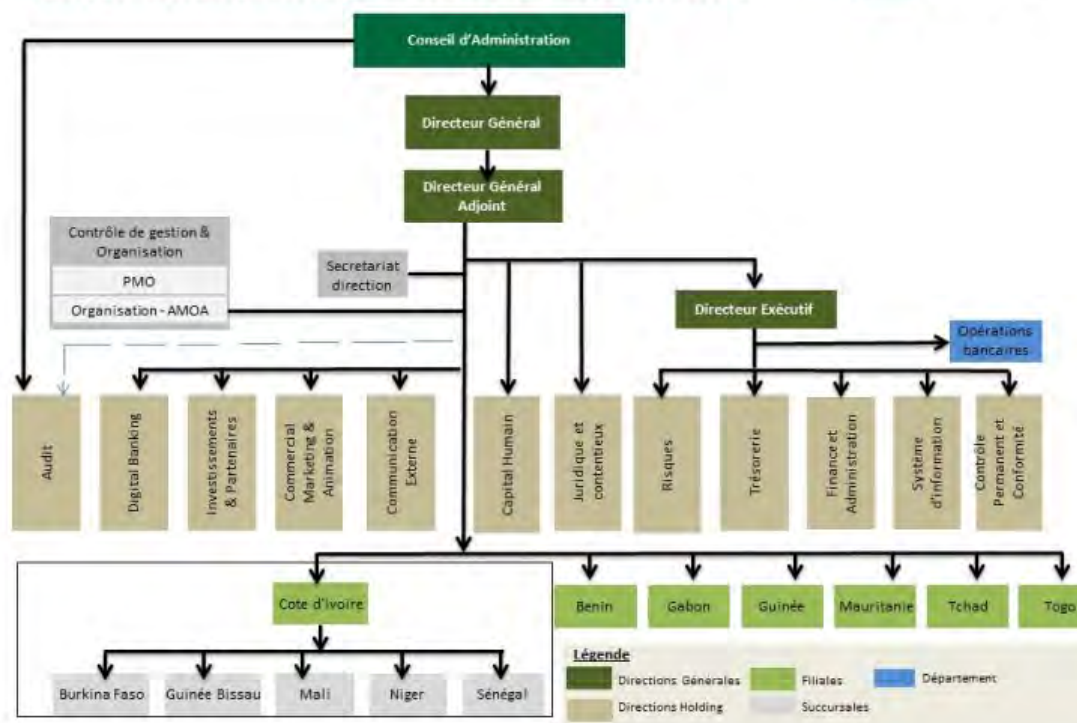 Conseil d'Administration
Directeur Général
Directeur Général
Adjoint
Contrôle de gestion &
Organisation
PMO
Organisation - AMOA
Secretariat
direction
Directeur Exécutif
Opérations
bancaires
Audit
Digital Banking
Investissements
& Partenaires
Commercial
Marketing &
Animation
Communication
Externe
Capital Humain
Juridique et
contentieux
Risques
Trésorerie
Finance et
Administration
Système
d'information
Contrôle
Permanent et
Conformité
Cote d'Ivoire
Benin
Gabon
Guinée
Mauritanie
Tchad
Togo
Burkina Faso
Guinée Bissau
Mali
Niger
Sénégal
Légende
Directions Génerales
Filiales
Département
Directions Holding
Succursales